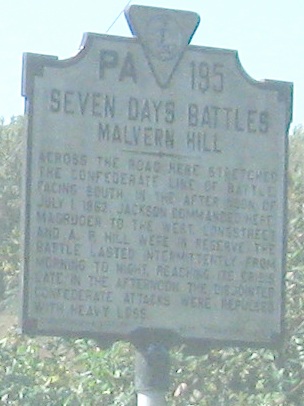 PA 195
SEVEN DAYS BATTLES
MALVERN HILL
ACROSS THE ROAD HERE STRETCHED
THE CONFEDERATE LINE OF BATTLE,
FACING SOUTH, IN THE AFTERNOON OF
JULY 1, 1862. JACKSON COMMANDED HERE,
MAGRUDER TO THE WEST. LONGSTREET
AND A. P. HILL WERE IN RESERVE. THE
BATTLE LASTED INTERMITTENTLY FROM
MORNING TO NIGHT, REACHING ITS CRISIS
LATE IN THE AFTERNOON. THE DISJOINTED
CONFEDERATE ATTACKS WERE REPULSED
WITH HEAVY LOSS.